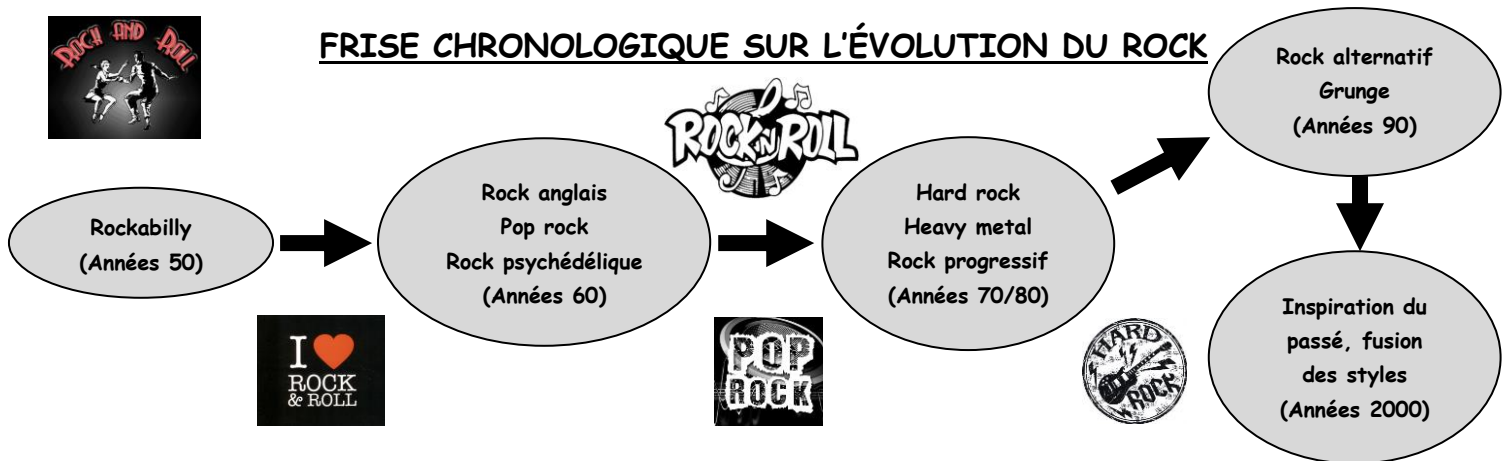 ROCK AND ROLL
FRISE CHRONOLOGIQUE SUR L'ÉVOLUTION DU ROCK
ROCK'N'ROLL
Rockabilly
(Années 50)
I
ROCK
& ROLL
Rock anglais
Pop rock
Rock psychédélique
(Années 60)
POP
ROCK
Hard rock
Heavy metal
Rock progressif
(Années 70/80)
HARD
ROCK
Rock alternatif
Grunge
(Années 90)
Inspiration du
passé, fusion
des styles
(Années 2000)